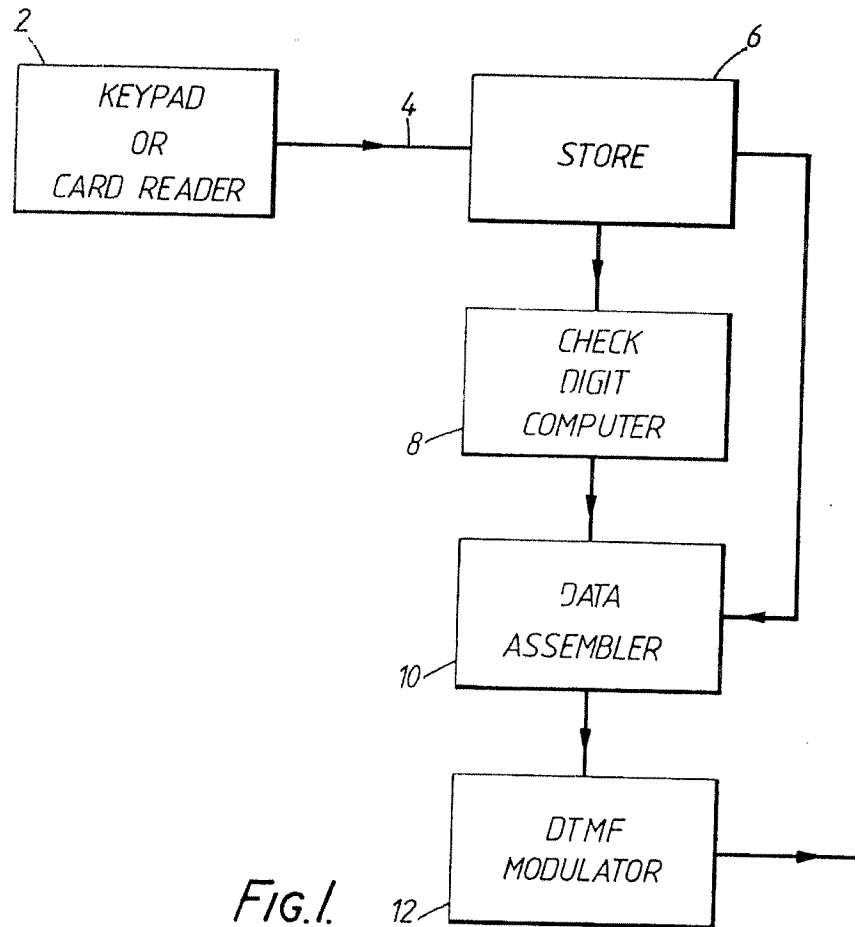 2
KEYPAD
OR
CARD READER
4
6
STORE
CHECK
DIGIT
COMPUTER
8
DATA
ASSEMBLER
10
DTMF
MODULATOR
12
FIG.1.